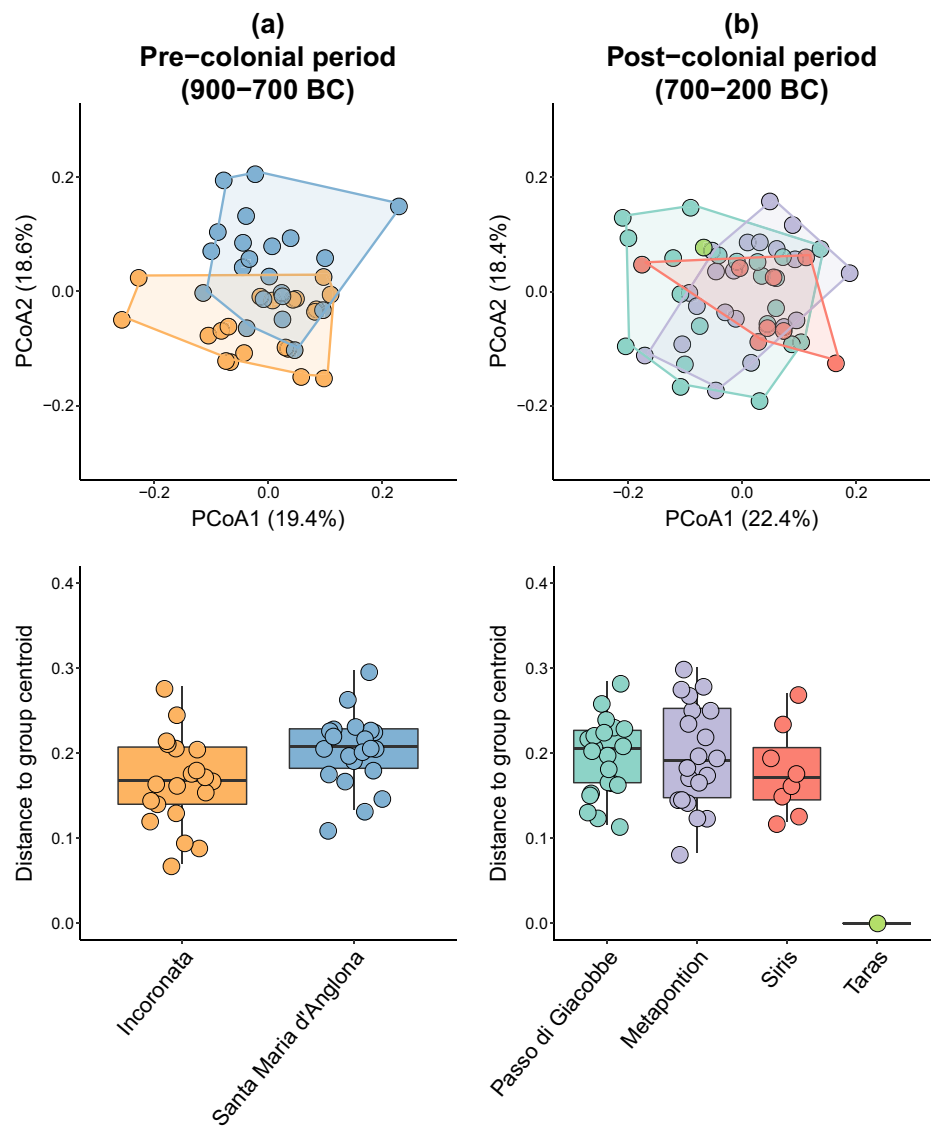 (a)
Pre−colonial period
(900−700 BC)
0.2
0.0
−0.2
PCoA2 (18.6%)
−0.2
0.0
0.2
PCoA1 (19.4%)
(b)
Post−colonial period
(700−200 BC)
0.2
0.0
−0.2
PCoA2 (18.4%)
−0.2
0.0
0.2
PCoA1 (22.4%)
0.4
0.3
0.2
0.1
0.0
Distance to group centroid
Incoronata
Santa Maria d'Anglona
0.4
0.3
0.2
0.1
0.0
Distance to group centroid
Passo di Giacobbe
Metapontion
Siris
Taras